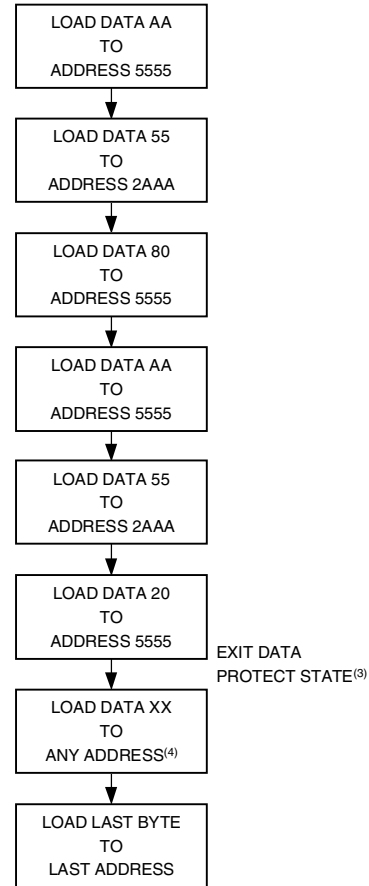 LOAD DATA AA
TO
ADDRESS 5555
LOAD DATA 55
TO
ADDRESS 2AAA
LOAD DATA 80
TO
ADDRESS 5555
LOAD DATA AA
TO
ADDRESS 5555
LOAD DATA 55
TO
ADDRESS 2AAA
LOAD DATA 20
TO
ADDRESS 5555
EXIT DATA
PROTECT STATE(3)
LOAD DATA XX
TO
ANY ADDRESS(4)
LOAD LAST BYTE
TO
LAST ADDRESS